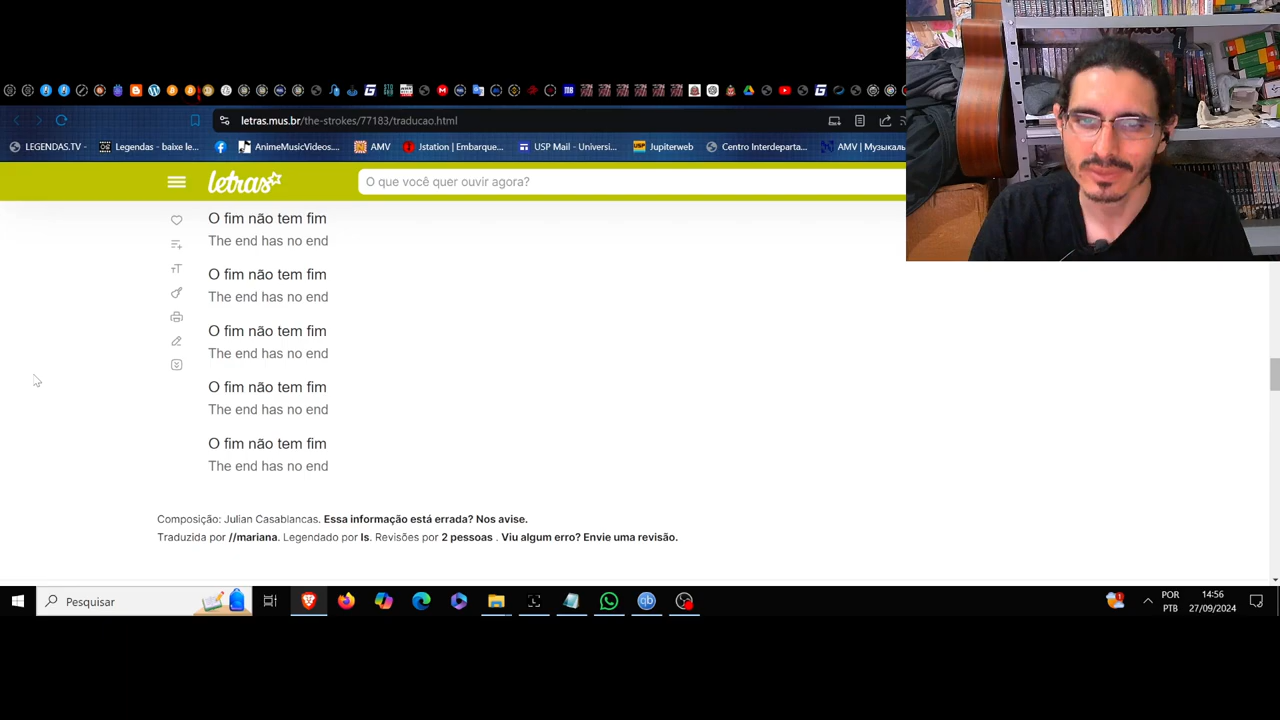 letras.mus.br/the-strokes/77183/traducao.html
LEGENDAS.TV - Legendas - baixe le... AnimeMusicVideos.... AMV Jstation | Embarque... USP Mail - Universi... Jupiterweb Centro Interdeparta... AMV | Музыкаль
letras O que você quer ouvir agora?
O fim não tem fim
The end has no end
O fim não tem fim
The end has no end
O fim não tem fim
The end has no end
O fim não tem fim
The end has no end
O fim não tem fim
The end has no end
Composição: Julian Casablancas. Essa informação está errada? Nos avise.
Traduzida por //mariana. Legendado por Is. Revisões por 2 pessoas . Viu algum erro? Envie uma revisão.
Pesquisar
POR 14:56
PTB 27/09/2024